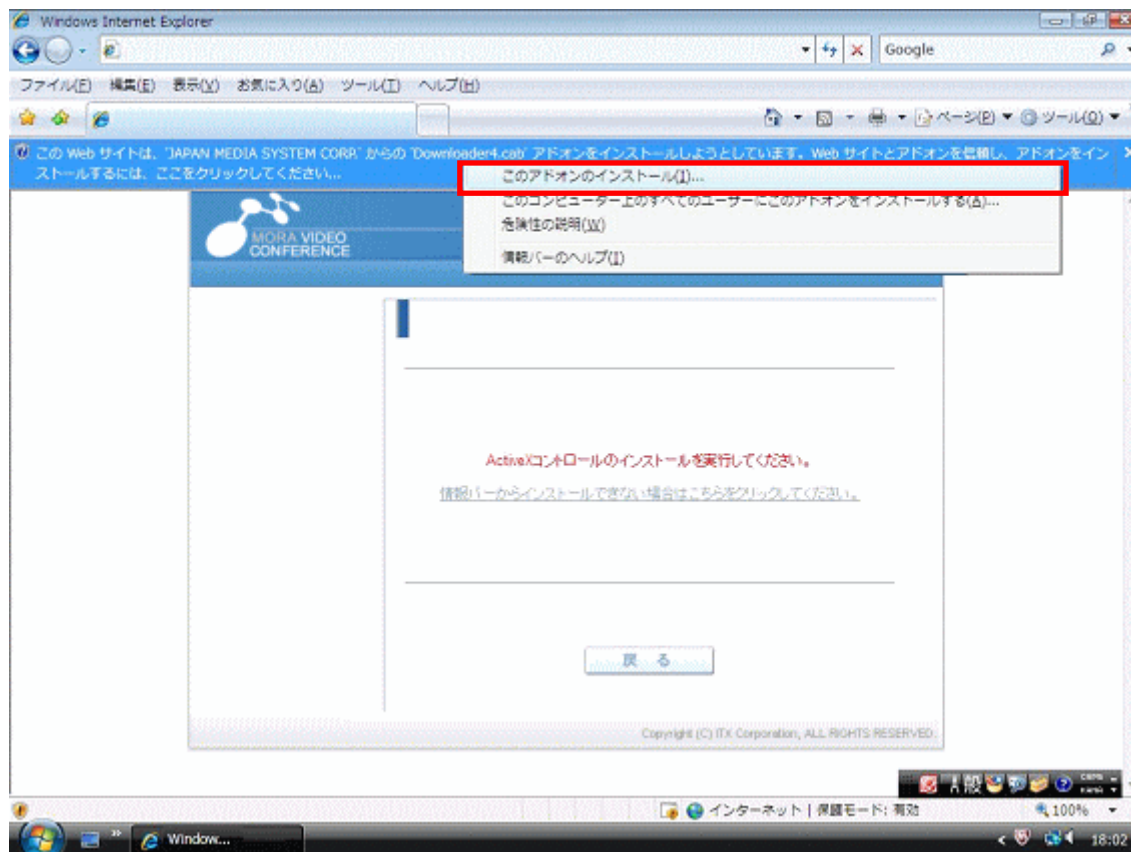 Windows Internet Explorer
Google
ファイル(F) 編集(E) 表示(V) お気に入り(A) ツール(T) ヘルプ(H)
ページ(P) ツール(O)
この Web サイトは、'JAPAN MEDIA SYSTEM CORP.' からの 'Downloader4.cab' アドオンをインストールしようとしています。Web サイトとアドオンを信頼し、アドオンをイン
ストールするには、ここをクリックしてください...
このアドオンのインストール(I)...
このコンピューター上のすべてのユーザーにこのアドオンをインストールする(A)...
危険性の説明(W)
情報バーのヘルプ(I)
MORA VIDEO
CONFERENCE
ActiveXコントロールのインストールを実行してください。
情報バーからインストールできない場合はこちらをクリックしてください。
戻る
Copyright (C) ITX Corporation, ALL RIGHTS RESERVED.
A 般 CAPS
KANA
インターネット | 保護モード: 有効 100%
Window... 18:02